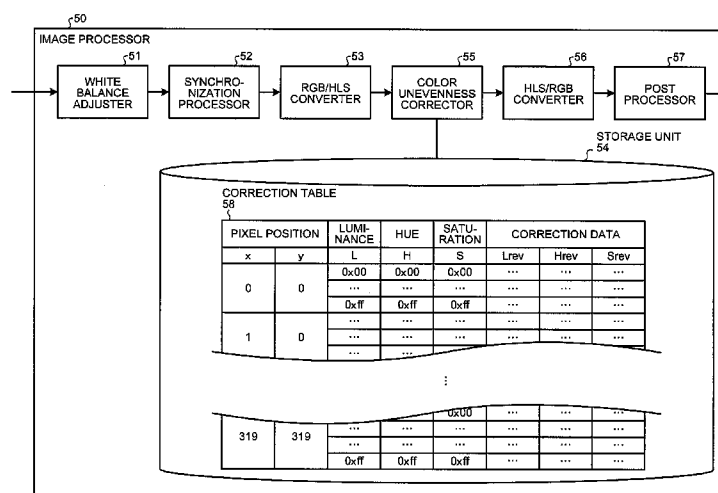 50
IMAGE PROCESSOR
51
52
53
55
56
57
WHITE
BALANCE
ADJUSTER
SYNCHRO-
NIZATION
PROCESSOR
RGB/HLS
CONVERTER
COLOR
UNEVENNESS
CORRECTOR
HLS/RGB
CONVERTER
POST
PROCESSOR
STORAGE UNIT
54
CORRECTION TABLE
58
PIXEL POSITION LUMI-
NANCE HUE SATU-
RATION CORRECTION DATA
x y L H S Lrev Hrev Srev
0 0 0x00 0x00 0x00 ... ... ...
... ... ... ... ... ...
0xff 0xff 0xff ... ... ...
1 0 ... ... ... ... ... ...
... ... ... ... ... ...
... ... ... ... ...
⋮
0x00 ... ... ...
319 319 ... ... ... ... ... ...
... ... ... ... ... ...
0xff 0xff 0xff ... ... ...